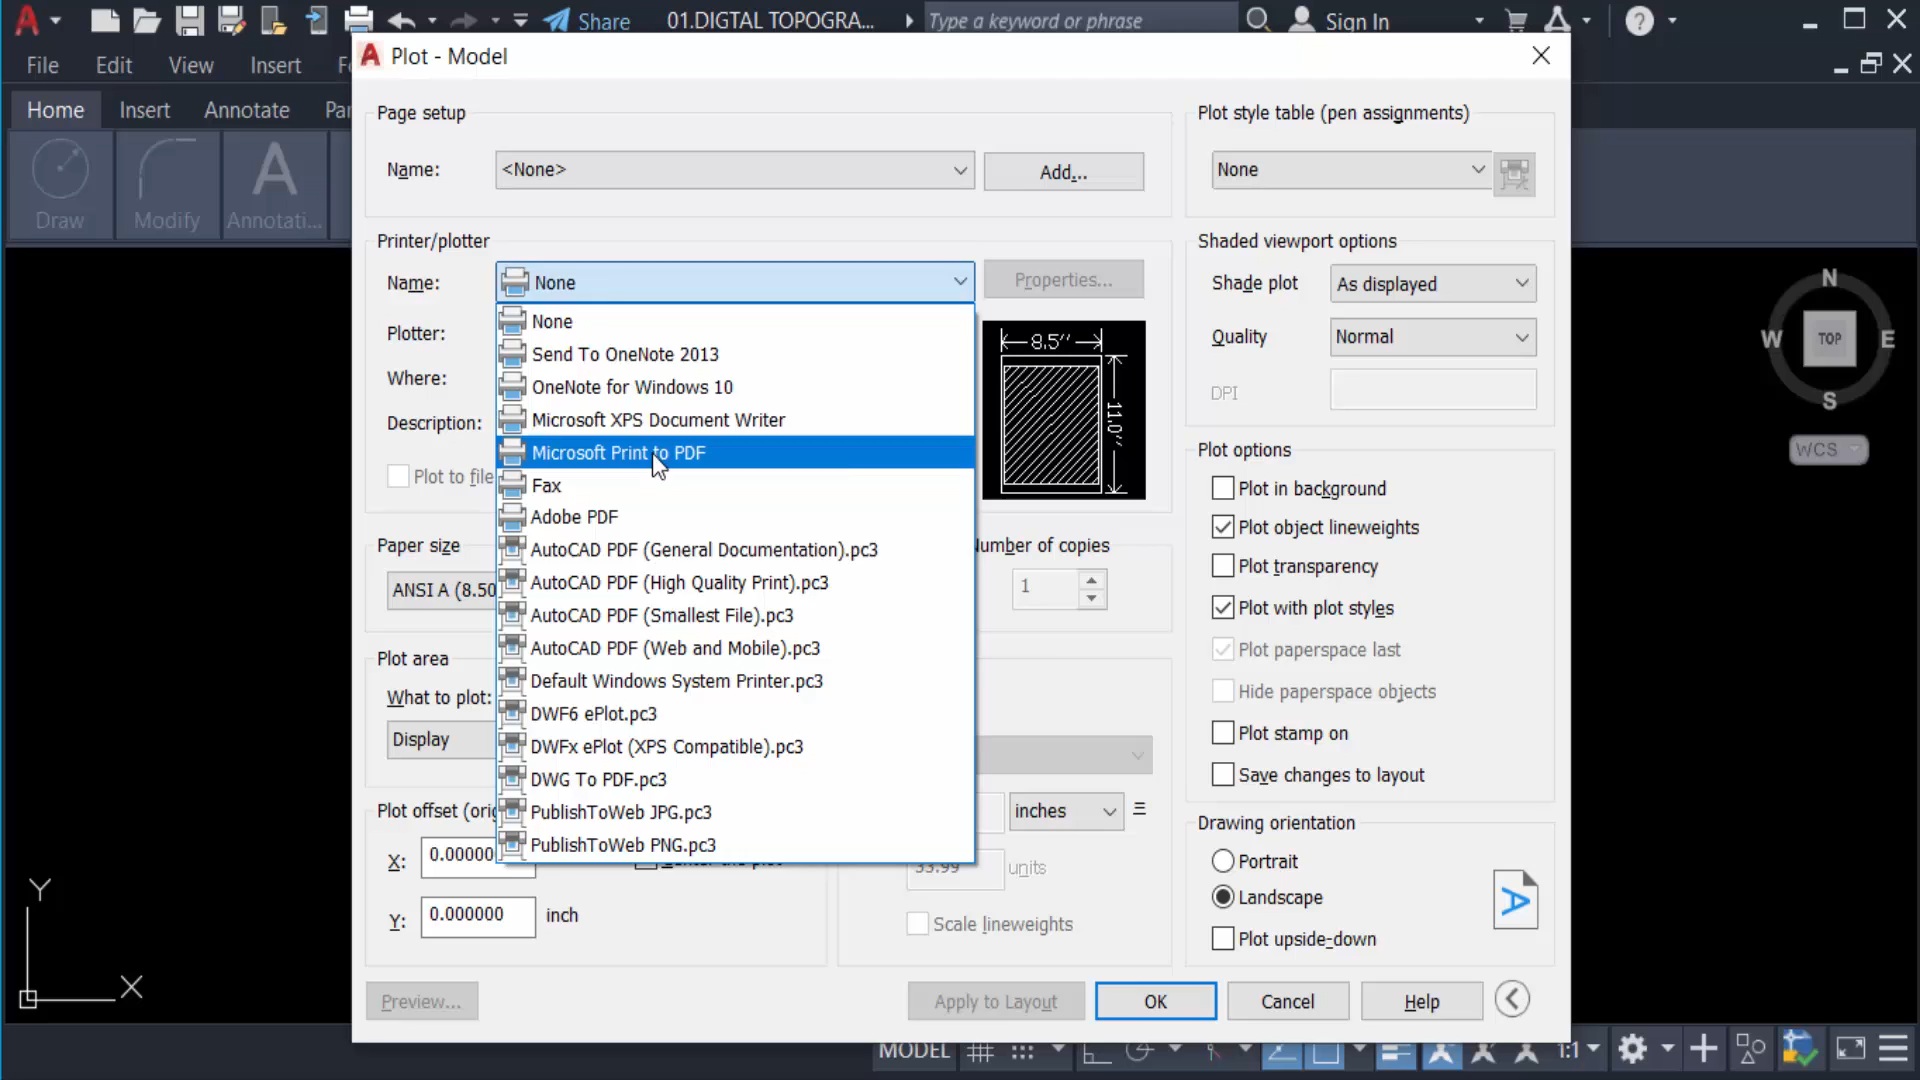 Share
01.DIGTAL TOPOGRA...
Type a keyword or phrase
Sign In
Plot - Model
File
Edit
View
Insert
Home
Insert
Annotate
Draw
Modify
Annotati...
Page setup
Name:
<None>
Add...
Plot style table (pen assignments)
None
Printer/plotter
Name:
None
Properties...
None
Send To OneNote 2013
OneNote for Windows 10
Microsoft XPS Document Writer
Microsoft Print to PDF
Fax
Adobe PDF
AutoCAD PDF (General Documentation).pc3
AutoCAD PDF (High Quality Print).pc3
AutoCAD PDF (Smallest File).pc3
AutoCAD PDF (Web and Mobile).pc3
Default Windows System Printer.pc3
DWF6 ePlot.pc3
DWFx ePlot (XPS Compatible).pc3
DWG To PDF.pc3
PublishToWeb JPG.pc3
PublishToWeb PNG.pc3
Plotter:
Where:
Description:
Plot to file
8.5''
11.0''
Paper size
ANSI A (8.50
Number of copies
1
Plot area
What to plot:
Display
inches
=
units
Scale lineweights
Plot offset
X:
0.00000
Y:
0.000000
inch
Shaded viewport options
Shade plot
As displayed
Quality
Normal
DPI
Plot options
Plot in background
Plot object lineweights
Plot transparency
Plot with plot styles
Plot paperspace last
Hide paperspace objects
Plot stamp on
Save changes to layout
Drawing orientation
Portrait
Landscape
Plot upside-down
A
Preview...
Apply to Layout
OK
Cancel
Help
N
W
TOP
E
S
WCS
Y
X
MODEL
1:1